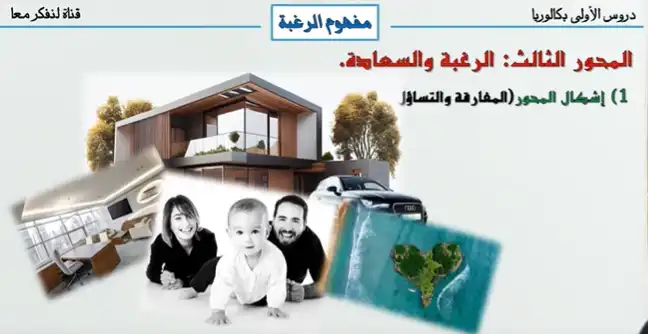 دروس الأولى بكالوريا
مفهوم الرغبة
قناة لنفكر معا
المحور الثالث: الرغبة والسعادة.
1) إشكال المحور(المفارقة والتساؤل